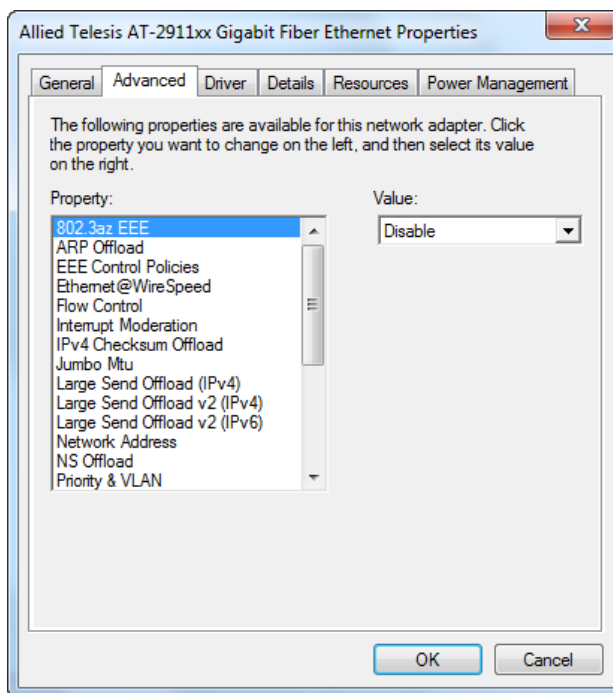 Allied Telesis AT-2911xx Gigabit Fiber Ethernet Properties
General Advanced Driver Details Resources Power Management
The following properties are available for this network adapter. Click
the property you want to change on the left, and then select its value
on the right.
Property:
Value:
802.3az EEE
Disable
ARP Offload
EEE Control Policies
Ethernet@WireSpeed
Flow Control
Interrupt Moderation
IPv4 Checksum Offload
Jumbo Mtu
Large Send Offload (IPv4)
Large Send Offload v2 (IPv4)
Large Send Offload v2 (IPv6)
Network Address
NS Offload
Priority & VLAN
OK
Cancel